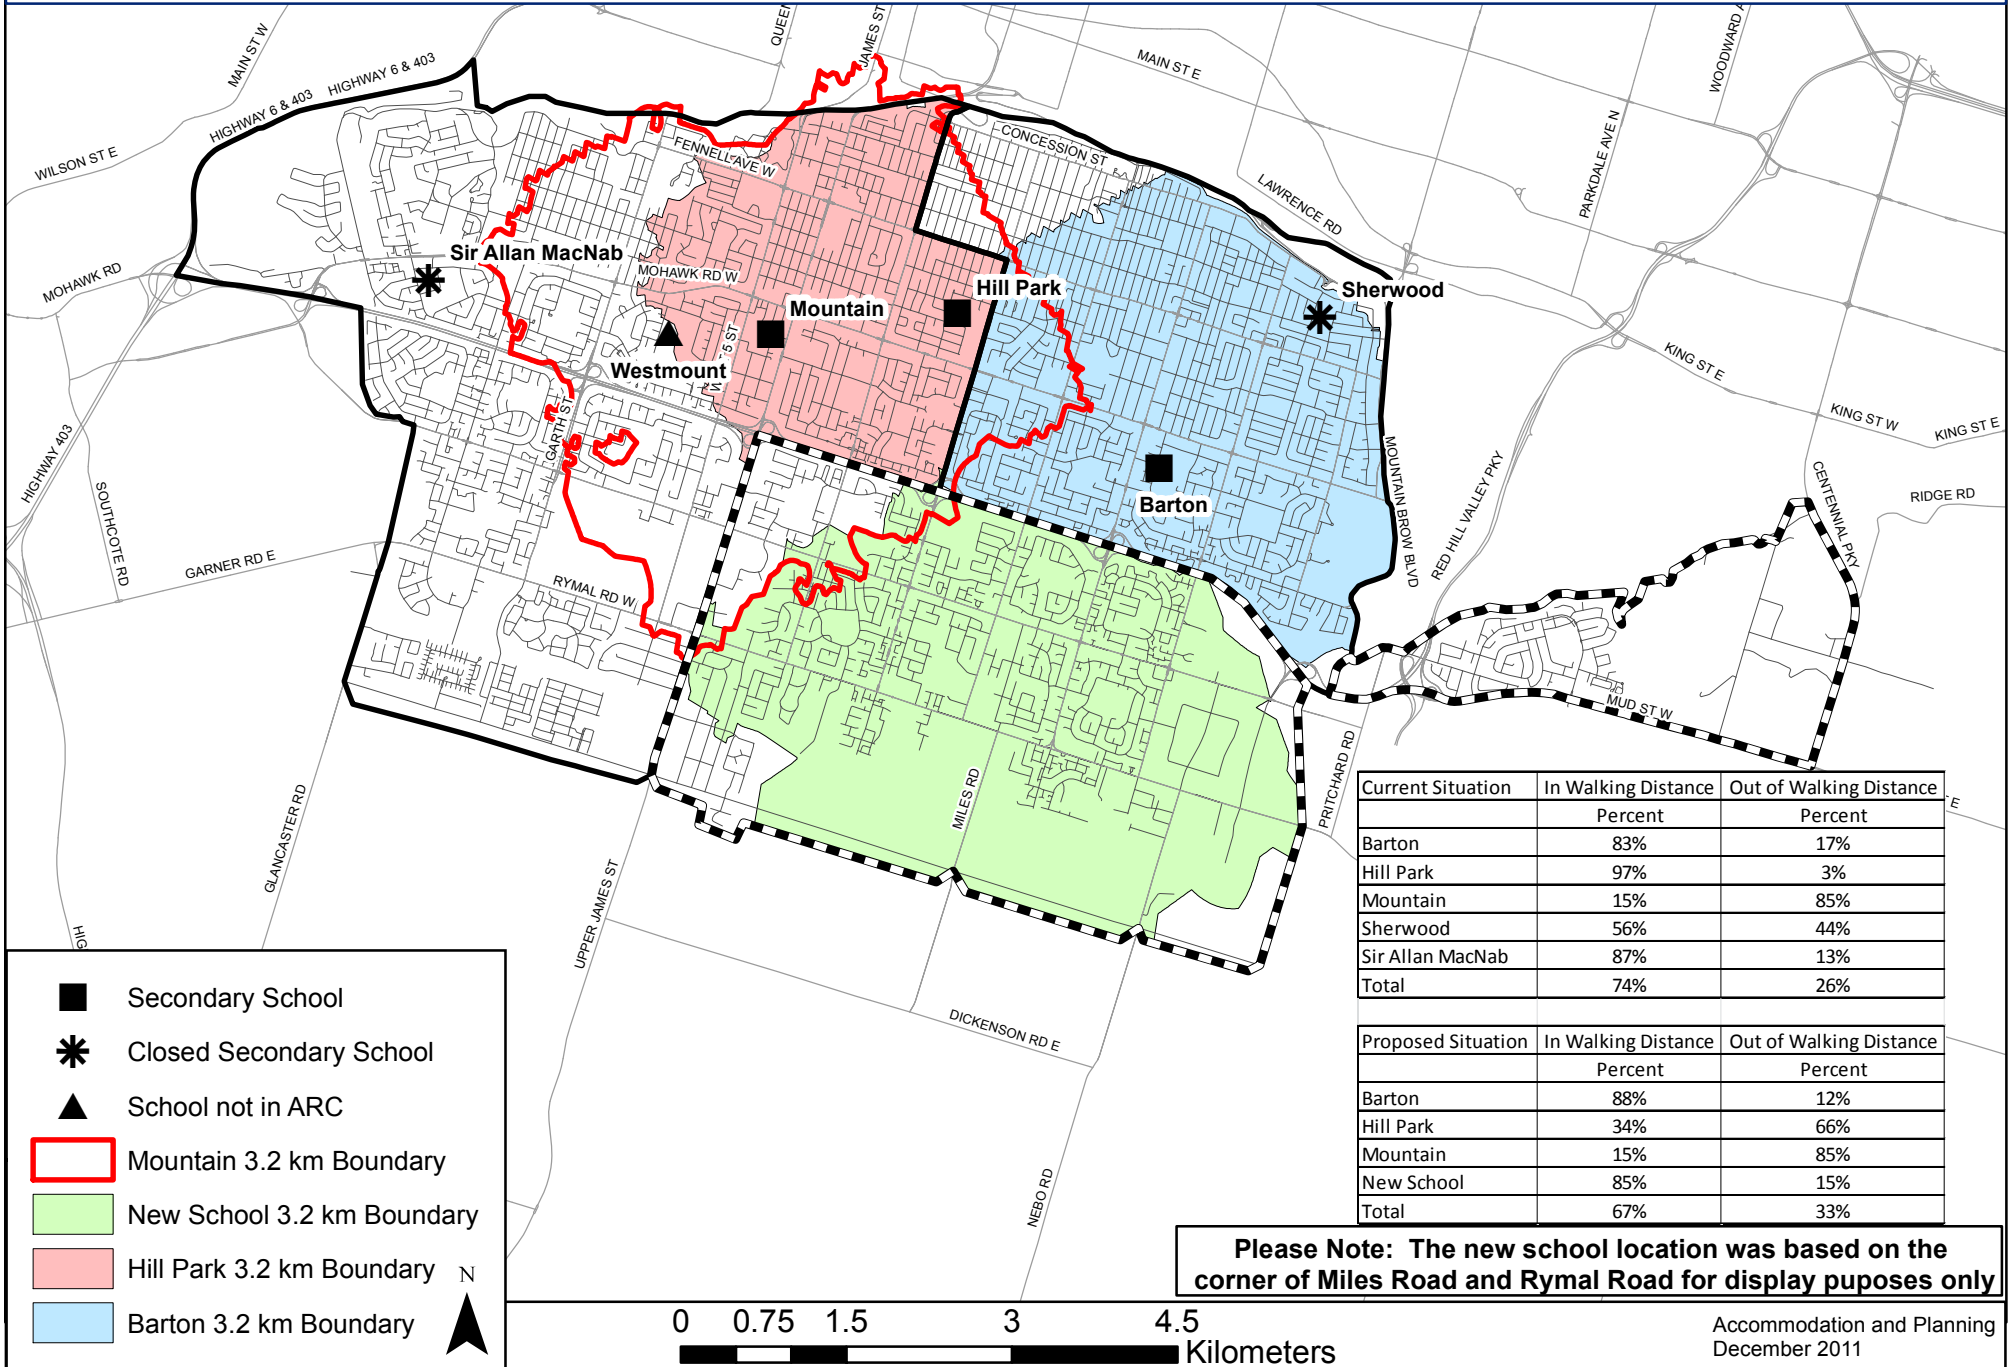 MAIN ST W
QUEEN
JAMES ST
MAIN ST E
WOODWARD A
HIGHWAY 6 & 403
HIGHWAY 6 & 403
WILSON ST E
FENNELL AVE W
CONCESSION ST
PARKDALE AVE N
LAWRENCE RD
Sir Allan MacNab
MOHAWK RD
MOHAWK RD W
Hill Park
Sherwood
Mountain
Westmount
5 ST
KING ST E
KING ST W
KING ST E
GARTH ST
HIGHWAY 403
SOUTHCOTE RD
MOUNTAIN BROW BLVD
RED HILL VALLEY PKY
CENTENNIAL PKY
RIDGE RD
Barton
GARNER RD E
RYMAL RD W
MUD ST W
GLANCASTER RD
UPPER JAMES ST
MILES RD
PRITCHARD RD
E
HIG
DICKENSON RD E
NEBO RD
Current Situation In Walking Distance Out of Walking Distance
Percent Percent
Barton 83% 17%
Hill Park 97% 3%
Mountain 15% 85%
Sherwood 56% 44%
Sir Allan MacNab 87% 13%
Total 74% 26%
Proposed Situation In Walking Distance Out of Walking Distance
Percent Percent
Barton 88% 12%
Hill Park 34% 66%
Mountain 15% 85%
New School 85% 15%
Total 67% 33%
Please Note: The new school location was based on the
corner of Miles Road and Rymal Road for display puposes only
Secondary School
Closed Secondary School
School not in ARC
Mountain 3.2 km Boundary
New School 3.2 km Boundary
Hill Park 3.2 km Boundary
Barton 3.2 km Boundary
N
0 0.75 1.5 3 4.5
Kilometers
Accommodation and Planning
December 2011